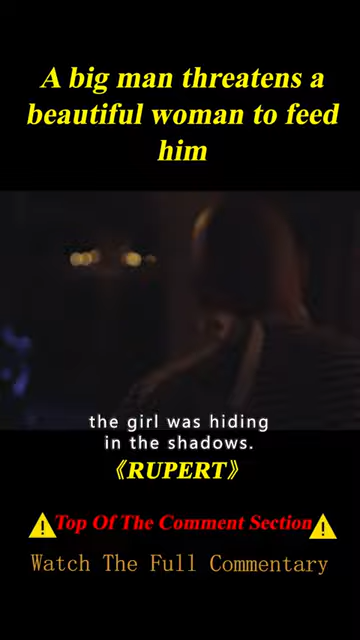 A big man threatens a
beautiful woman to feed
him
the girl was hiding
in the shadows.
《RUPERT》
Top Of The Comment Section
Watch The Full Commentary